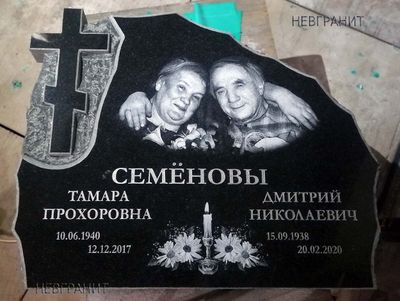 НЕВГРАНИТ
СЕМЁНОВЫ
ТАМАРА
ПРОХОРОВНА
10.06.1940
12.12.2017
ДМИТРИЙ
НИКОЛАЕВИЧ
15.09.1938
20.02.2020
НЕВГРАНИТ